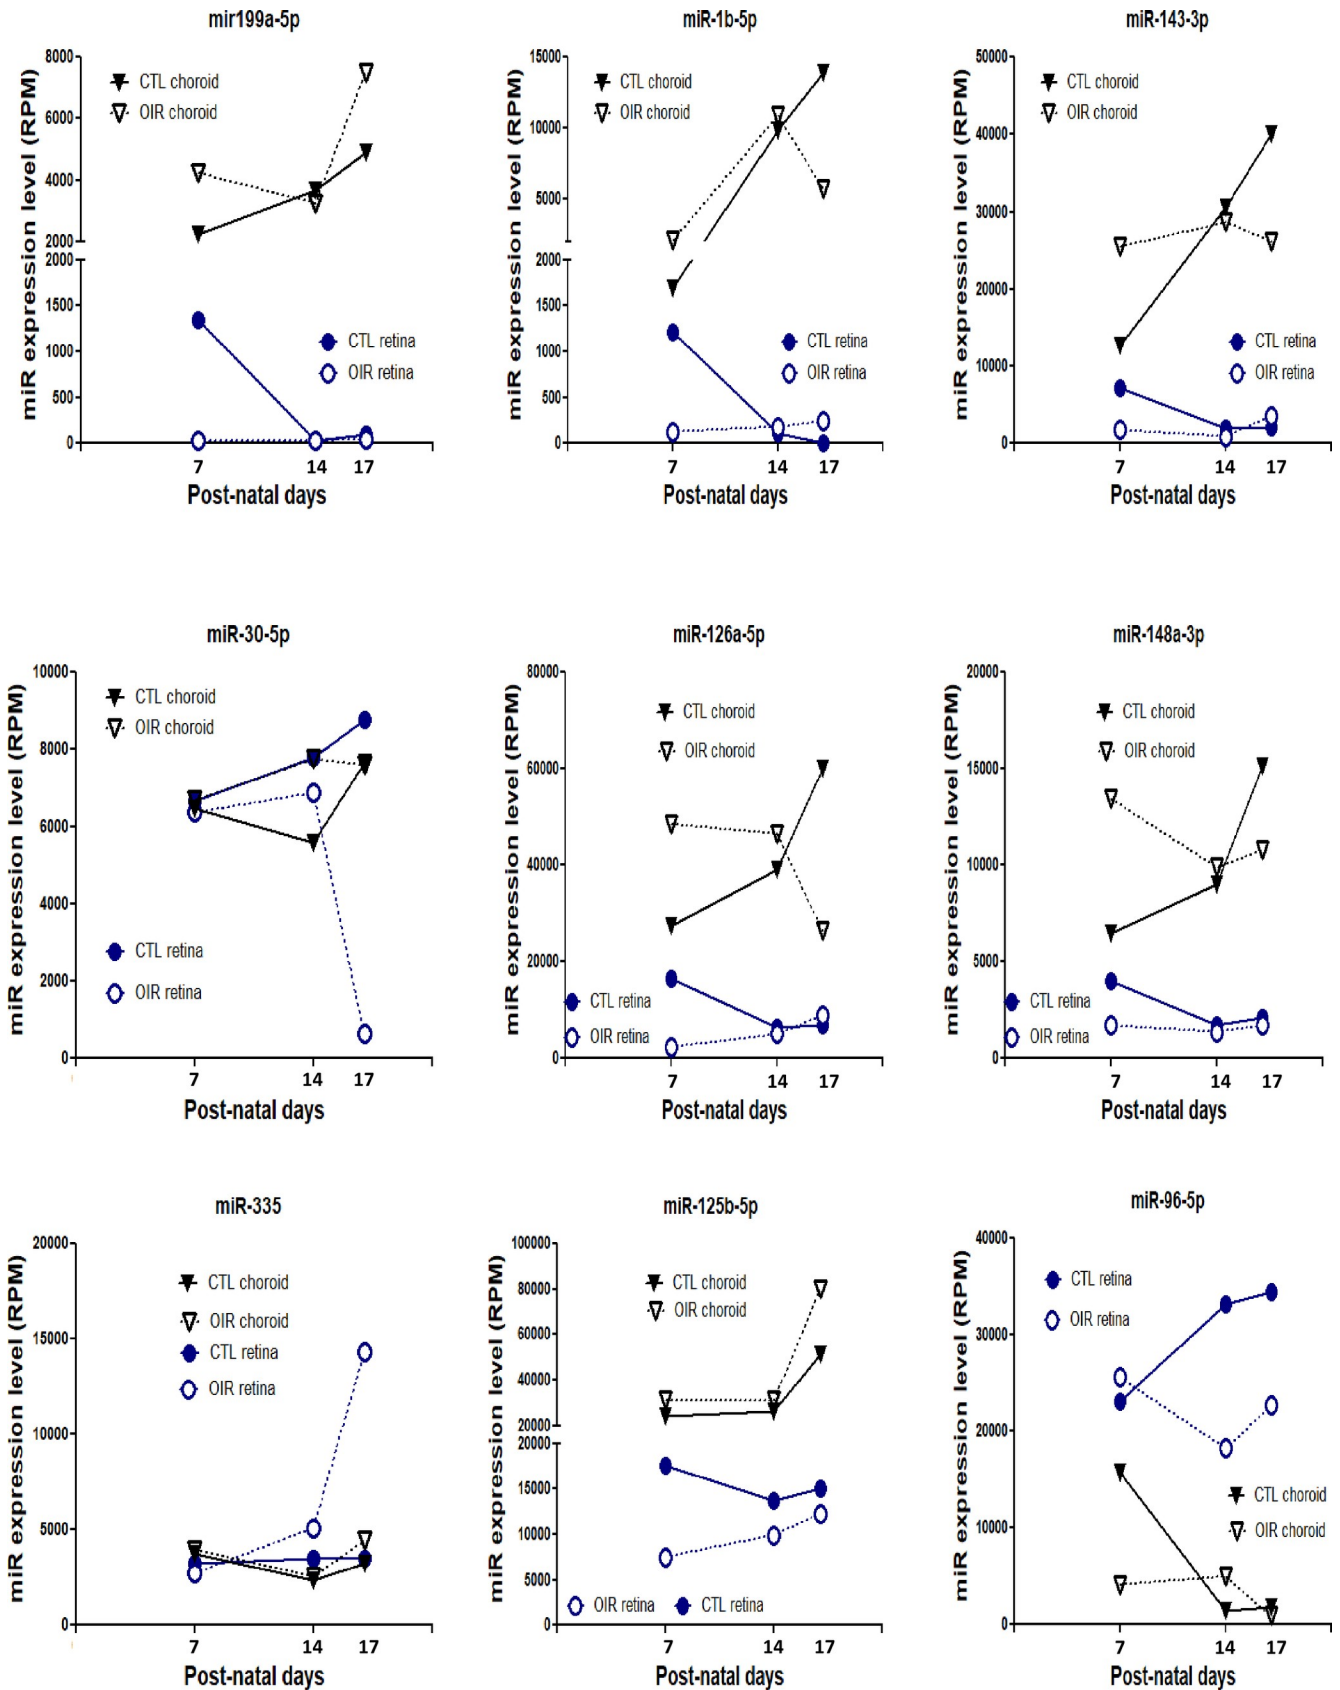 mir199a-5p
miR expression level (RPM)
8000
6000
4000
2000
2000
1500
1000
500
0
CTL choroid
OIR choroid
CTL retina
OIR retina
7 14 17
Post-natal days
miR-1b-5p
miR expression level (RPM)
15000
10000
5000
2000
1500
1000
500
0
CTL choroid
OIR choroid
CTL retina
OIR retina
7 14 17
Post-natal days
miR-143-3p
miR expression level (RPM)
50000
40000
30000
20000
10000
0
CTL choroid
OIR choroid
CTL retina
OIR retina
7 14 17
Post-natal days
miR-30-5p
miR expression level (RPM)
10000
8000
6000
4000
2000
0
CTL choroid
OIR choroid
CTL retina
OIR retina
7 14 17
Post-natal days
miR-126a-5p
miR expression level (RPM)
80000
60000
40000
20000
0
CTL choroid
OIR choroid
CTL retina
OIR retina
7 14 17
Post-natal days
miR-148a-3p
miR expression level (RPM)
20000
15000
10000
5000
0
CTL choroid
OIR choroid
CTL retina
OIR retina
7 14 17
Post-natal days
miR-335
miR expression level (RPM)
20000
15000
10000
5000
0
CTL choroid
OIR choroid
CTL retina
OIR retina
7 14 17
Post-natal days
miR-125b-5p
miR expression level (RPM)
100000
80000
60000
40000
20000
20000
15000
10000
5000
0
CTL choroid
OIR choroid
OIR retina CTL retina
7 14 17
Post-natal days
miR-96-5p
miR expression level (RPM)
40000
30000
20000
10000
0
CTL retina
OIR retina
CTL choroid
OIR choroid
7 14 17
Post-natal days